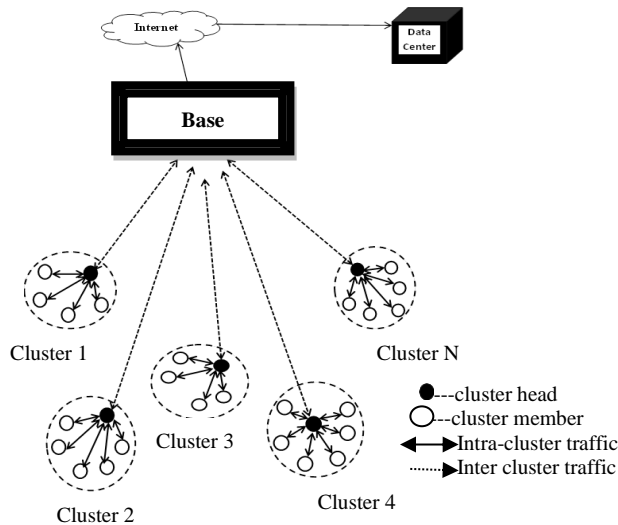 Internet
Data
Center
Base
Cluster 1
Cluster N
Cluster 3
Cluster 2
Cluster 4
---cluster head
---cluster member
Intra-cluster traffic
Inter cluster traffic